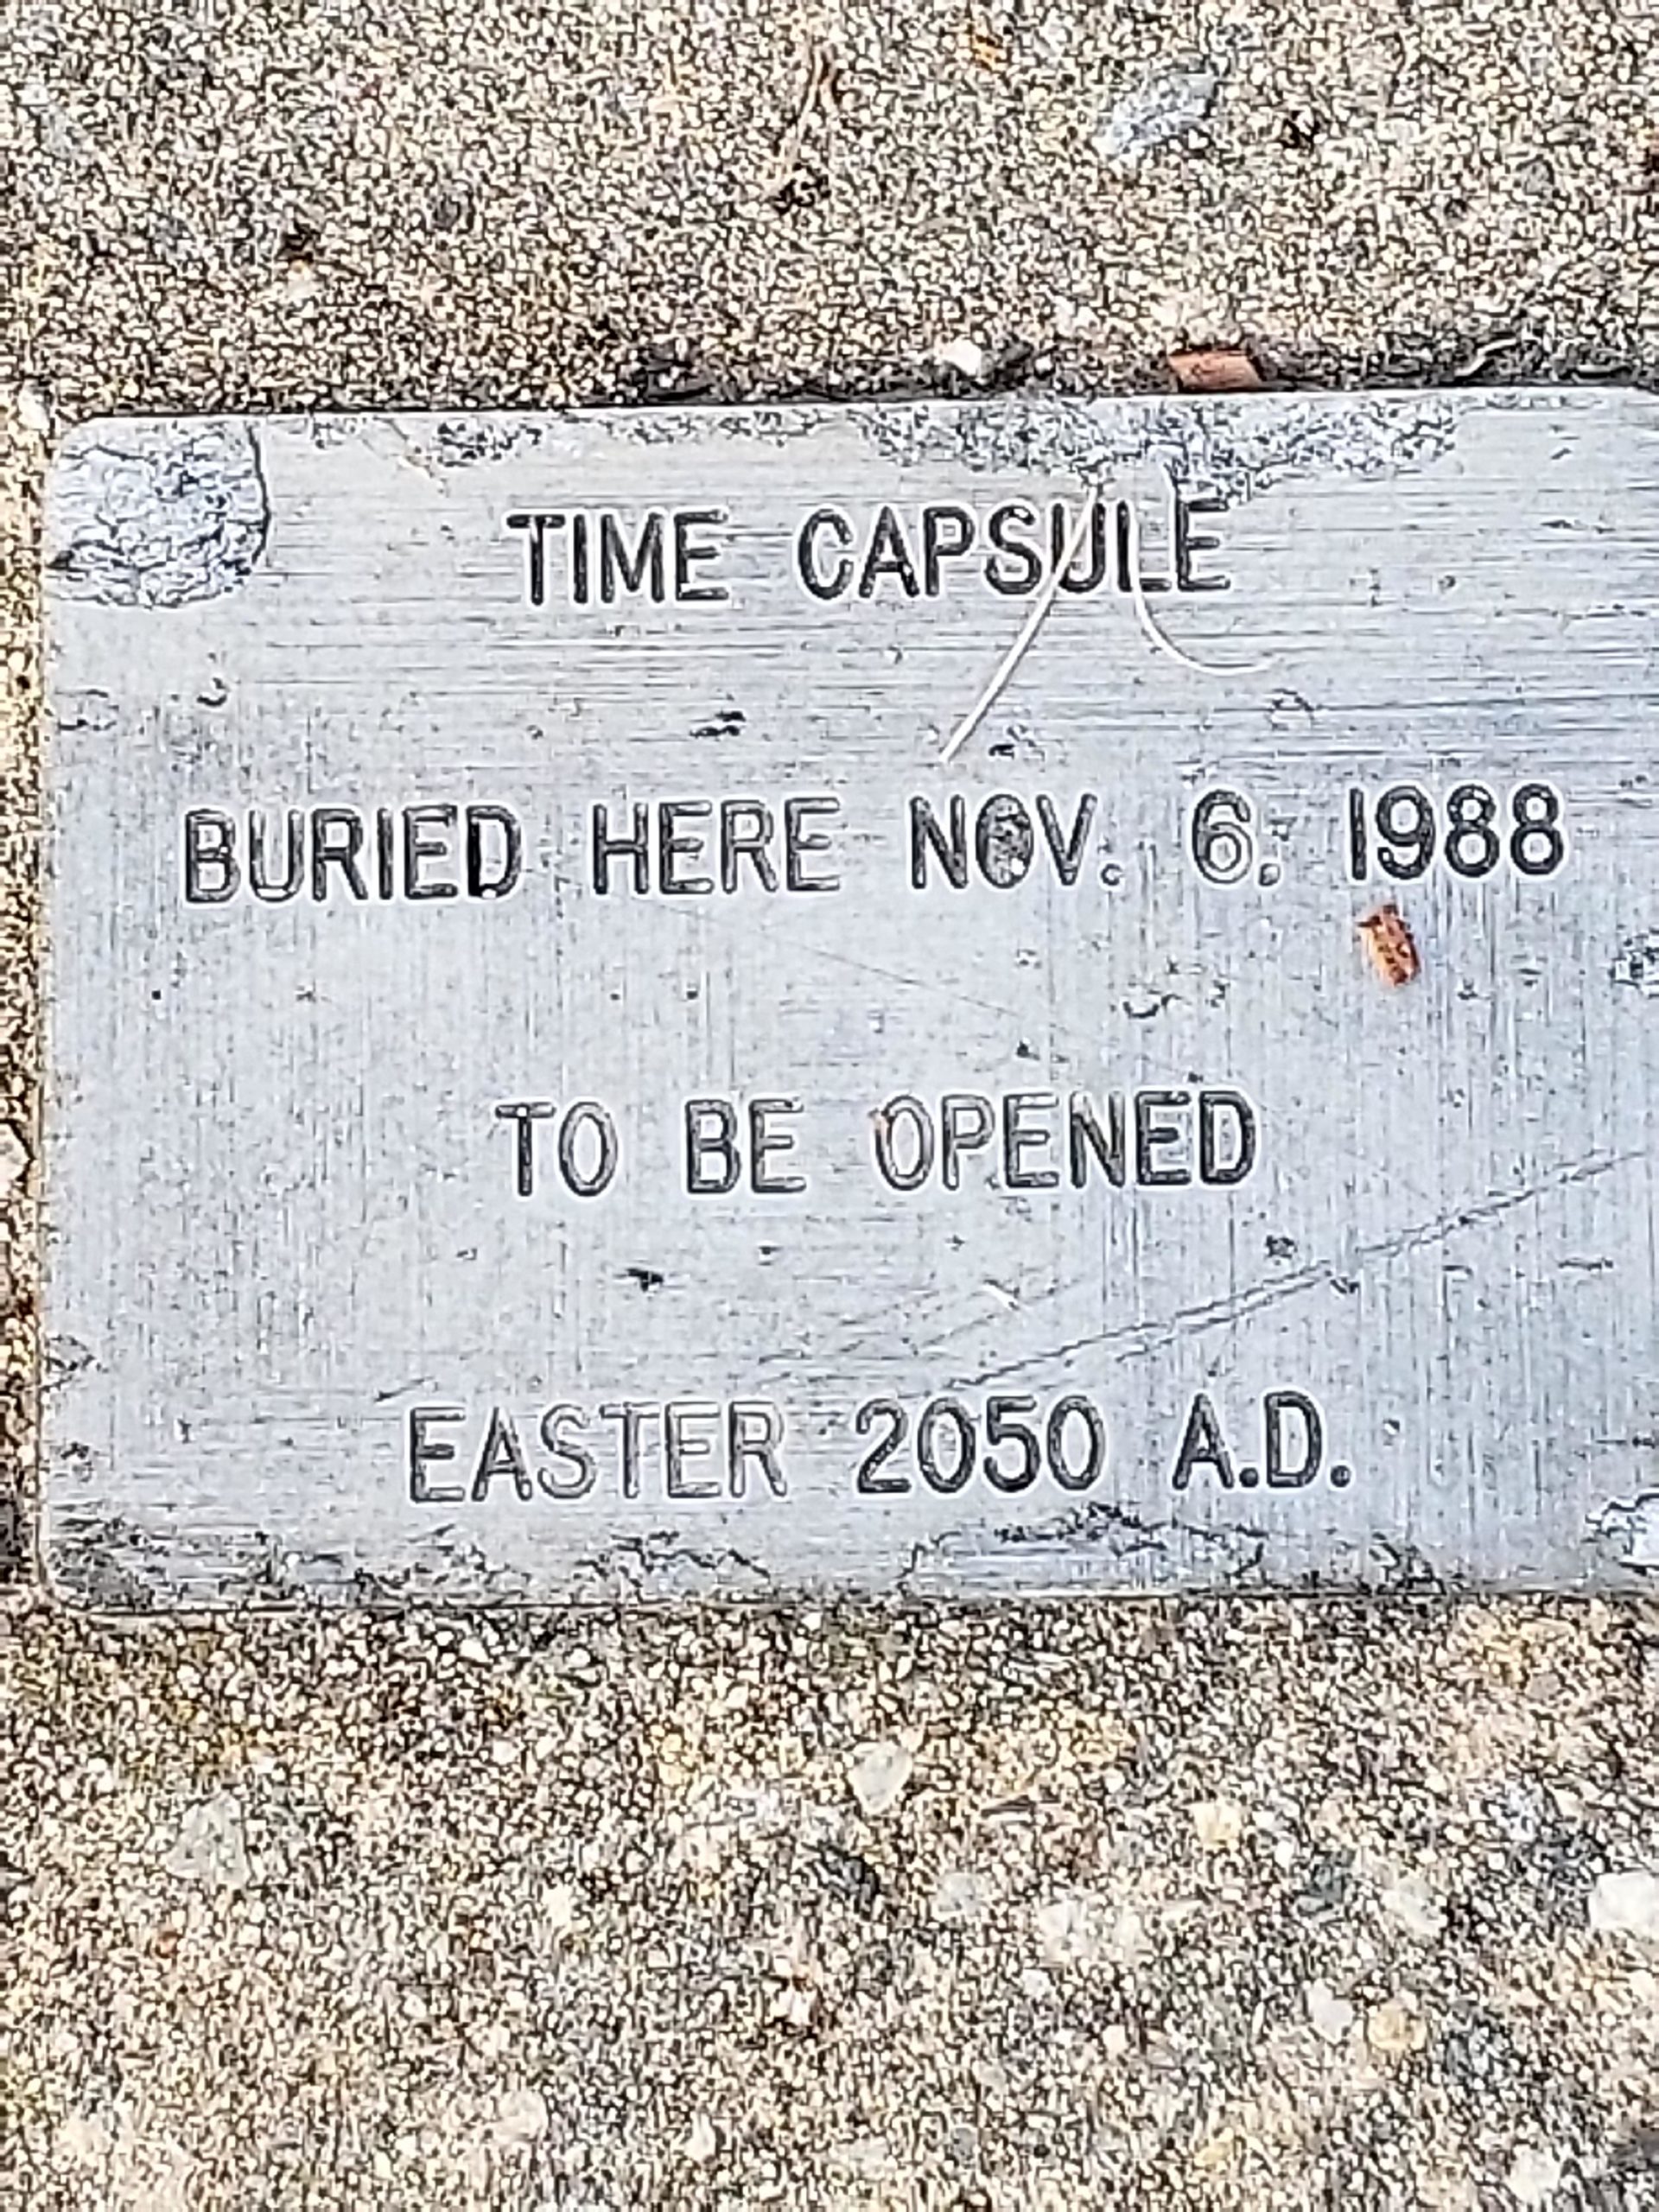 TIME CAPSULE
BURIED HERE NOV. 6, 1988
TO BE OPENED
EASTER 2050 A.D.